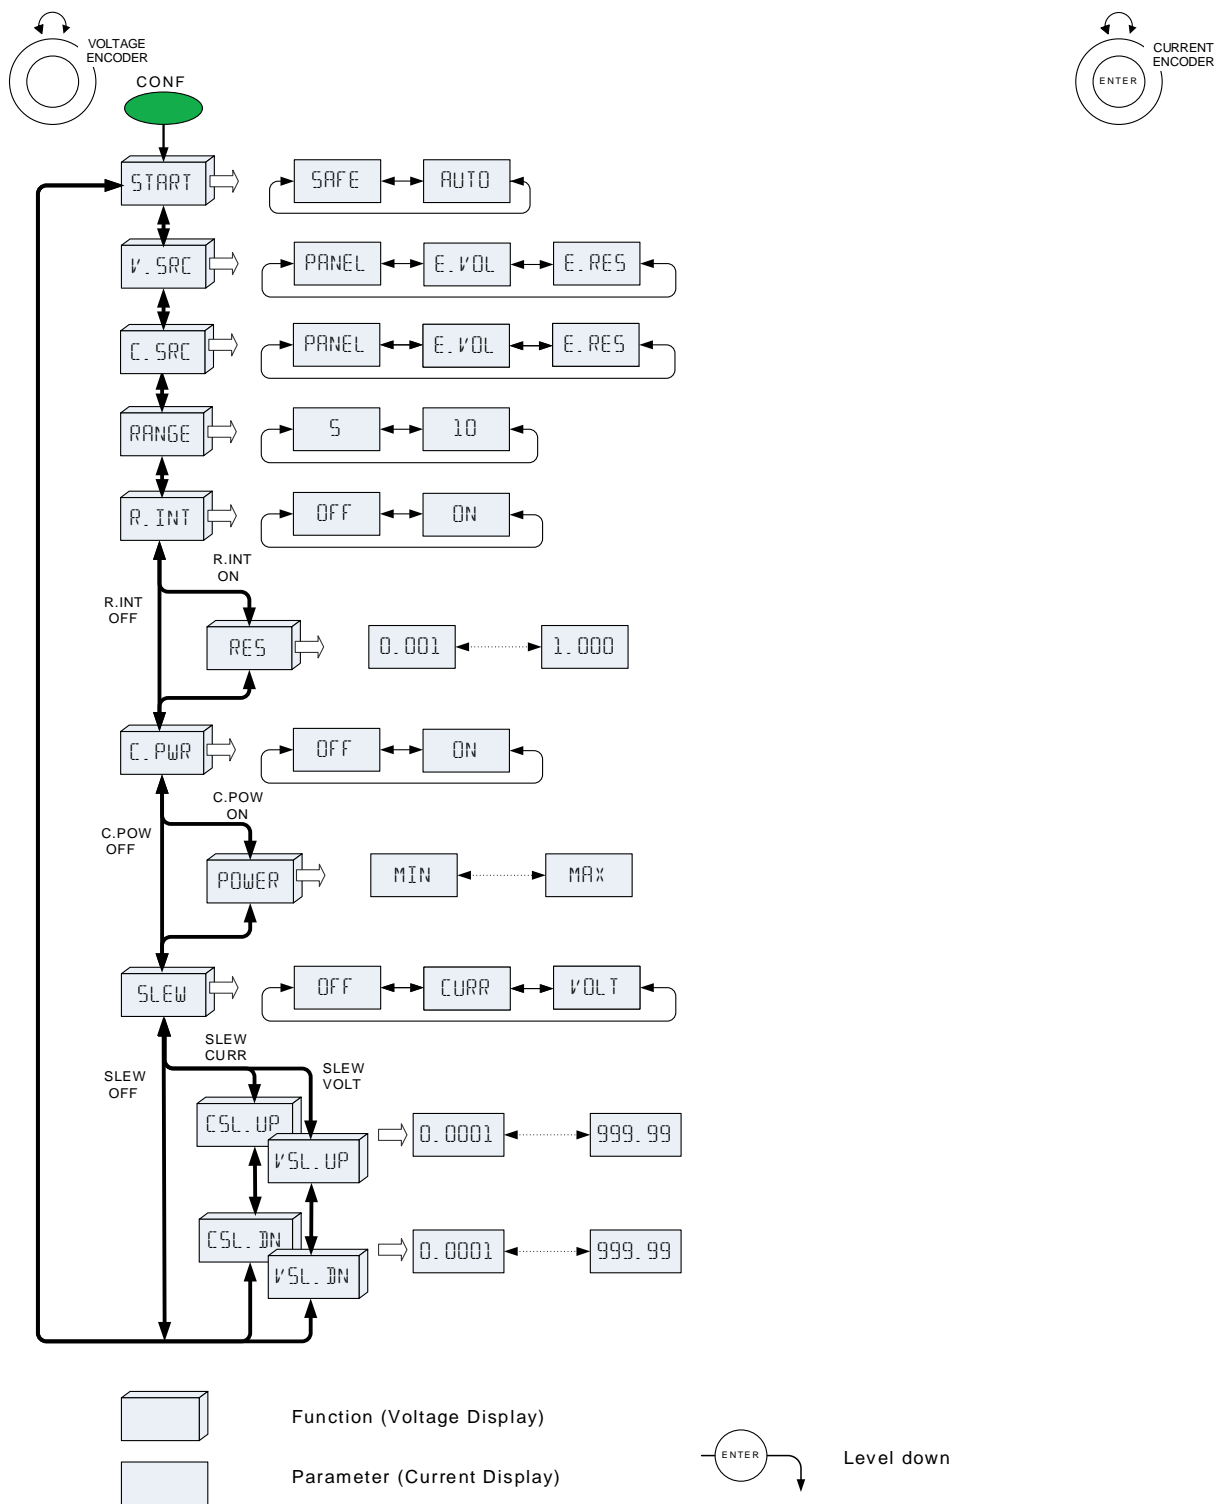 VOLTAGE
ENCODER
CURRENT
ENCODER
ENTER
CONF
START
SAFE
AUTO
V.SRC
PANEL
E.VOL
E.RES
C.SRC
PANEL
E.VOL
E.RES
RANGE
5
10
R.INT
OFF
ON
R.INT
ON
R.INT
OFF
RES
0.001
1.000
C.PWR
OFF
ON
C.POW
ON
C.POW
OFF
POWER
MIN
MAX
SLEW
OFF
CURR
VOLT
SLEW
CURR
SLEW
VOLT
SLEW
OFF
CSL.UP
VSL.UP
0.0001
999.99
CSL.DN
VSL.DN
0.0001
999.99
Function (Voltage Display)
Parameter (Current Display)
ENTER
Level down